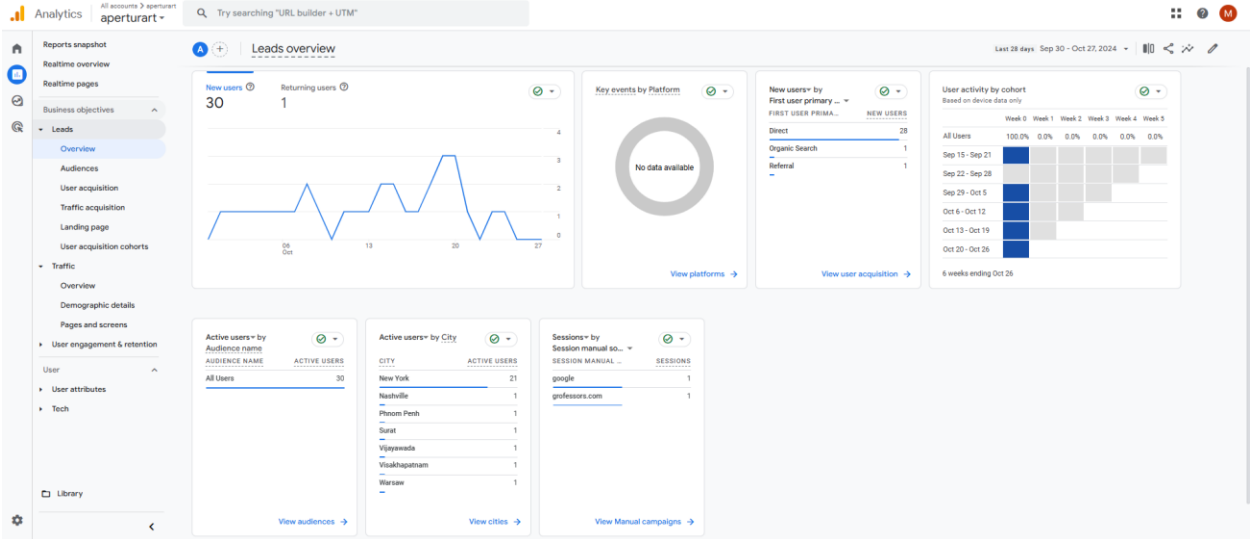 Analytics
All accounts > aperturart
aperturart
Try searching "URL builder + UTM"
M
Reports snapshot
Realtime overview
Realtime pages
Business objectives
Leads
Overview
Audiences
User acquisition
Traffic acquisition
Landing page
User acquisition cohorts
Traffic
Overview
Demographic details
Pages and screens
User engagement & retention
User
User attributes
Tech
Library
A
Leads overview
Last 28 days Sep 30 - Oct 27, 2024
New users
30
Returning users
1
4
3
2
1
0
06
Oct
13
20
27
Key events by Platform
No data available
View platforms
New users by
First user primary ...
FIRST USER PRIMA... NEW USERS
Direct 28
Organic Search 1
Referral 1
View user acquisition
User activity by cohort
Based on device data only
Week 0 Week 1 Week 2 Week 3 Week 4 Week 5
All Users 100.0% 0.0% 0.0% 0.0% 0.0% 0.0%
Sep 15 - Sep 21
Sep 22 - Sep 28
Sep 29 - Oct 5
Oct 6 - Oct 12
Oct 13 - Oct 19
Oct 20 - Oct 26
6 weeks ending Oct 26
Active users by
Audience name
AUDIENCE NAME ACTIVE USERS
All Users 30
View audiences
Active users by City
CITY ACTIVE USERS
New York 21
Nashville 1
Phnom Penh 1
Surat 1
Vijayawada 1
Visakhapatnam 1
Warsaw 1
View cities
Sessions by
Session manual so...
SESSION MANUAL ... SESSIONS
google 1
grofessors.com 1
View Manual campaigns